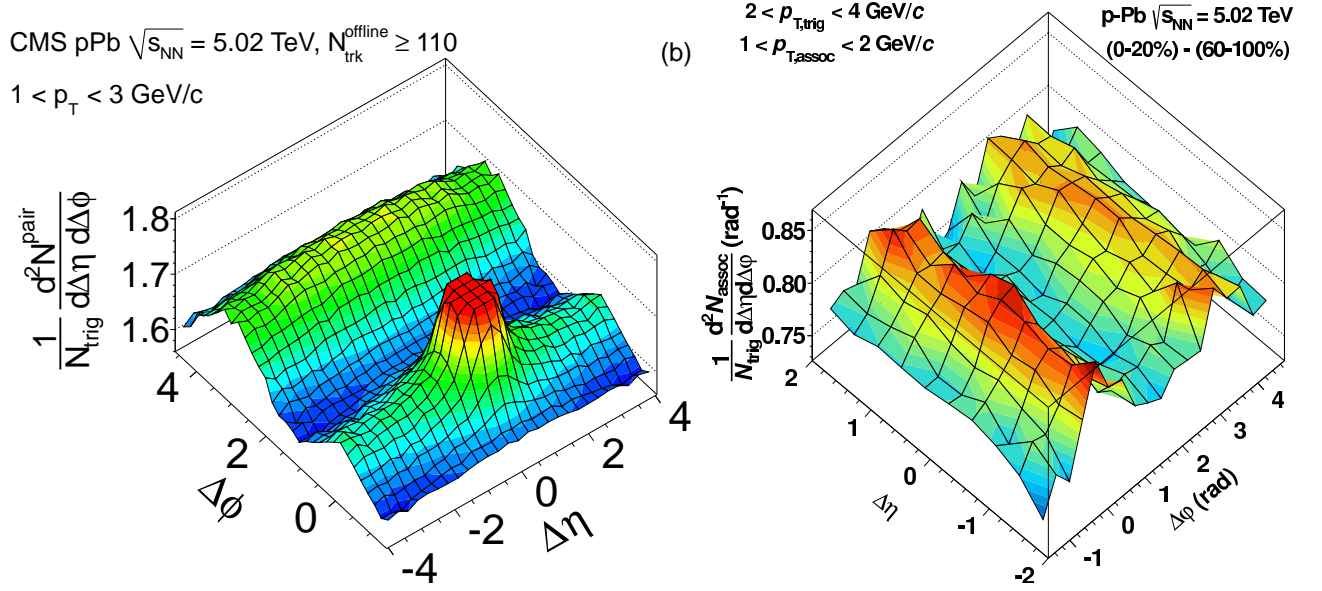 CMS pPb √s_NN = 5.02 TeV, N_trk^offline ≥ 110
1 < p_T < 3 GeV/c
1/N_trig d²N^pair/dΔη dΔϕ
1.8
1.7
1.6
4
2
0
Δϕ
-4
-2
0
2
4
Δη
(b)
2 < p_T,trig < 4 GeV/c
1 < p_T,assoc < 2 GeV/c
p-Pb √s_NN = 5.02 TeV
(0-20%) - (60-100%)
1/N_trig d²N_assoc/dΔηdΔφ (rad⁻¹)
0.85
0.80
0.75
2
1
0
-1
-2
Δη
-1
0
1
2
3
4
Δφ (rad)